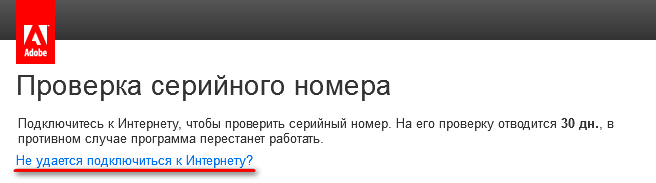 Adobe
Проверка серийного номера
Подключитесь к Интернету, чтобы проверить серийный номер. На его проверку отводится 30 дн., в
противном случае программа перестанет работать.
Не удается подключиться к Интернету?